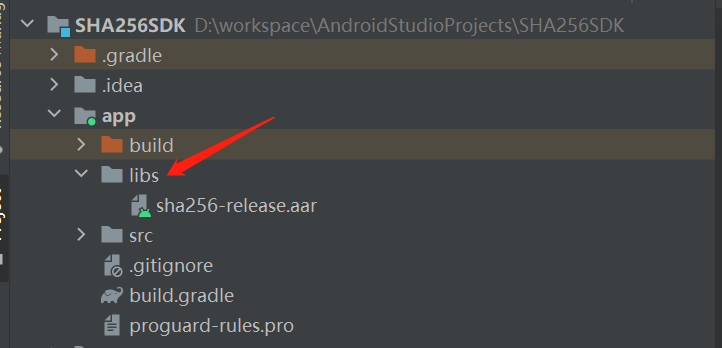 SHA256SDK D:\workspace\AndroidStudioProjects\SHA256SDK
.gradle
.idea
app
build
libs
sha256-release.aar
src
.gitignore
build.gradle
proguard-rules.pro
Project